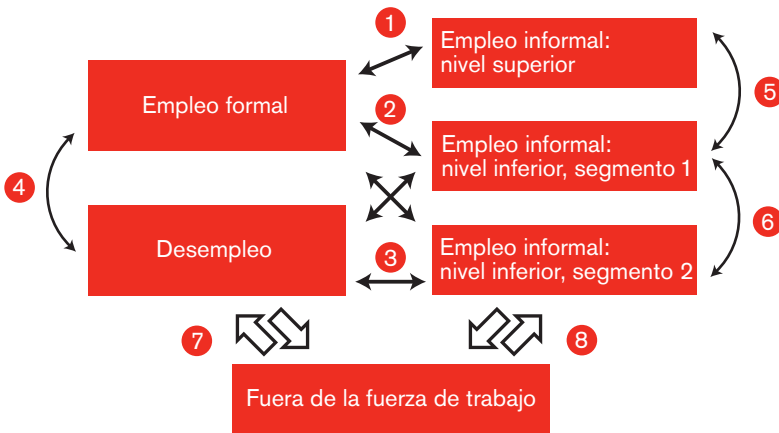 1
Empleo informal:
nivel superior
Empleo formal
5
2
Empleo informal:
nivel inferior, segmento 1
4
6
Desempleo
3
Empleo informal:
nivel inferior, segmento 2
7
8
Fuera de la fuerza de trabajo